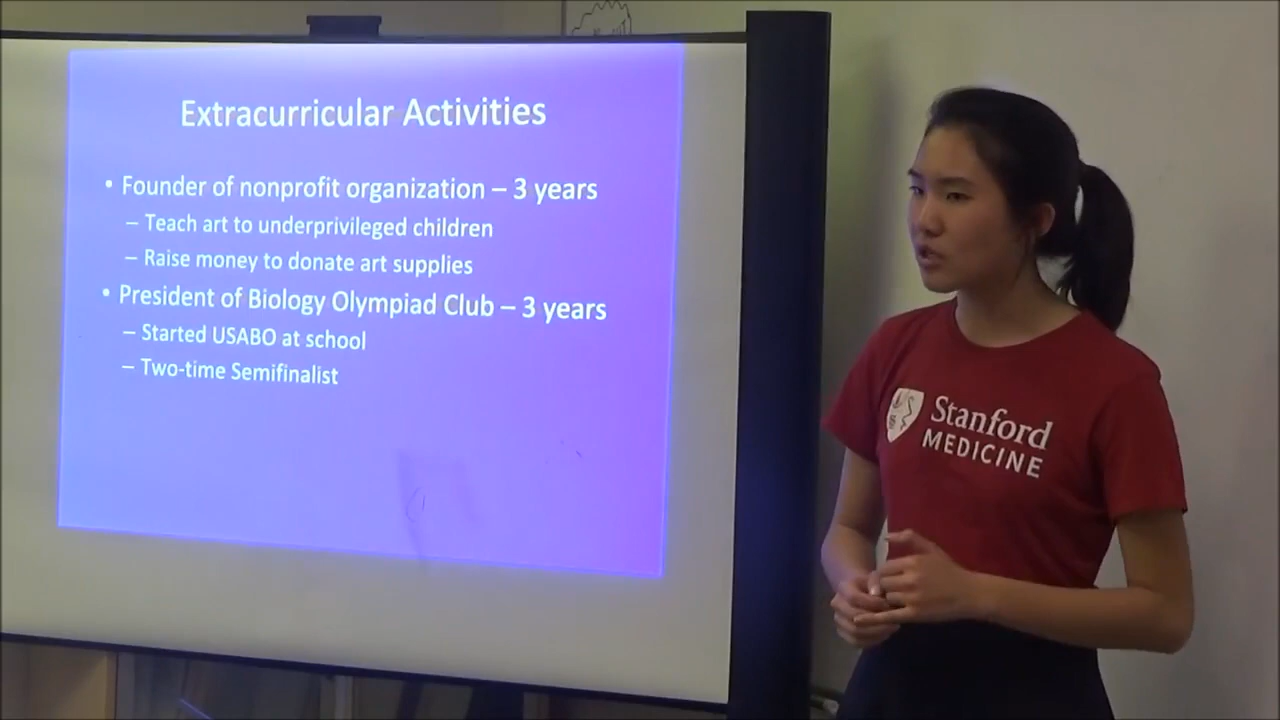 Extracurricular Activities
• Founder of nonprofit organization – 3 years
– Teach art to underprivileged children
– Raise money to donate art supplies
• President of Biology Olympiad Club – 3 years
– Started USABO at school
– Two-time Semifinalist
Stanford
MEDICINE